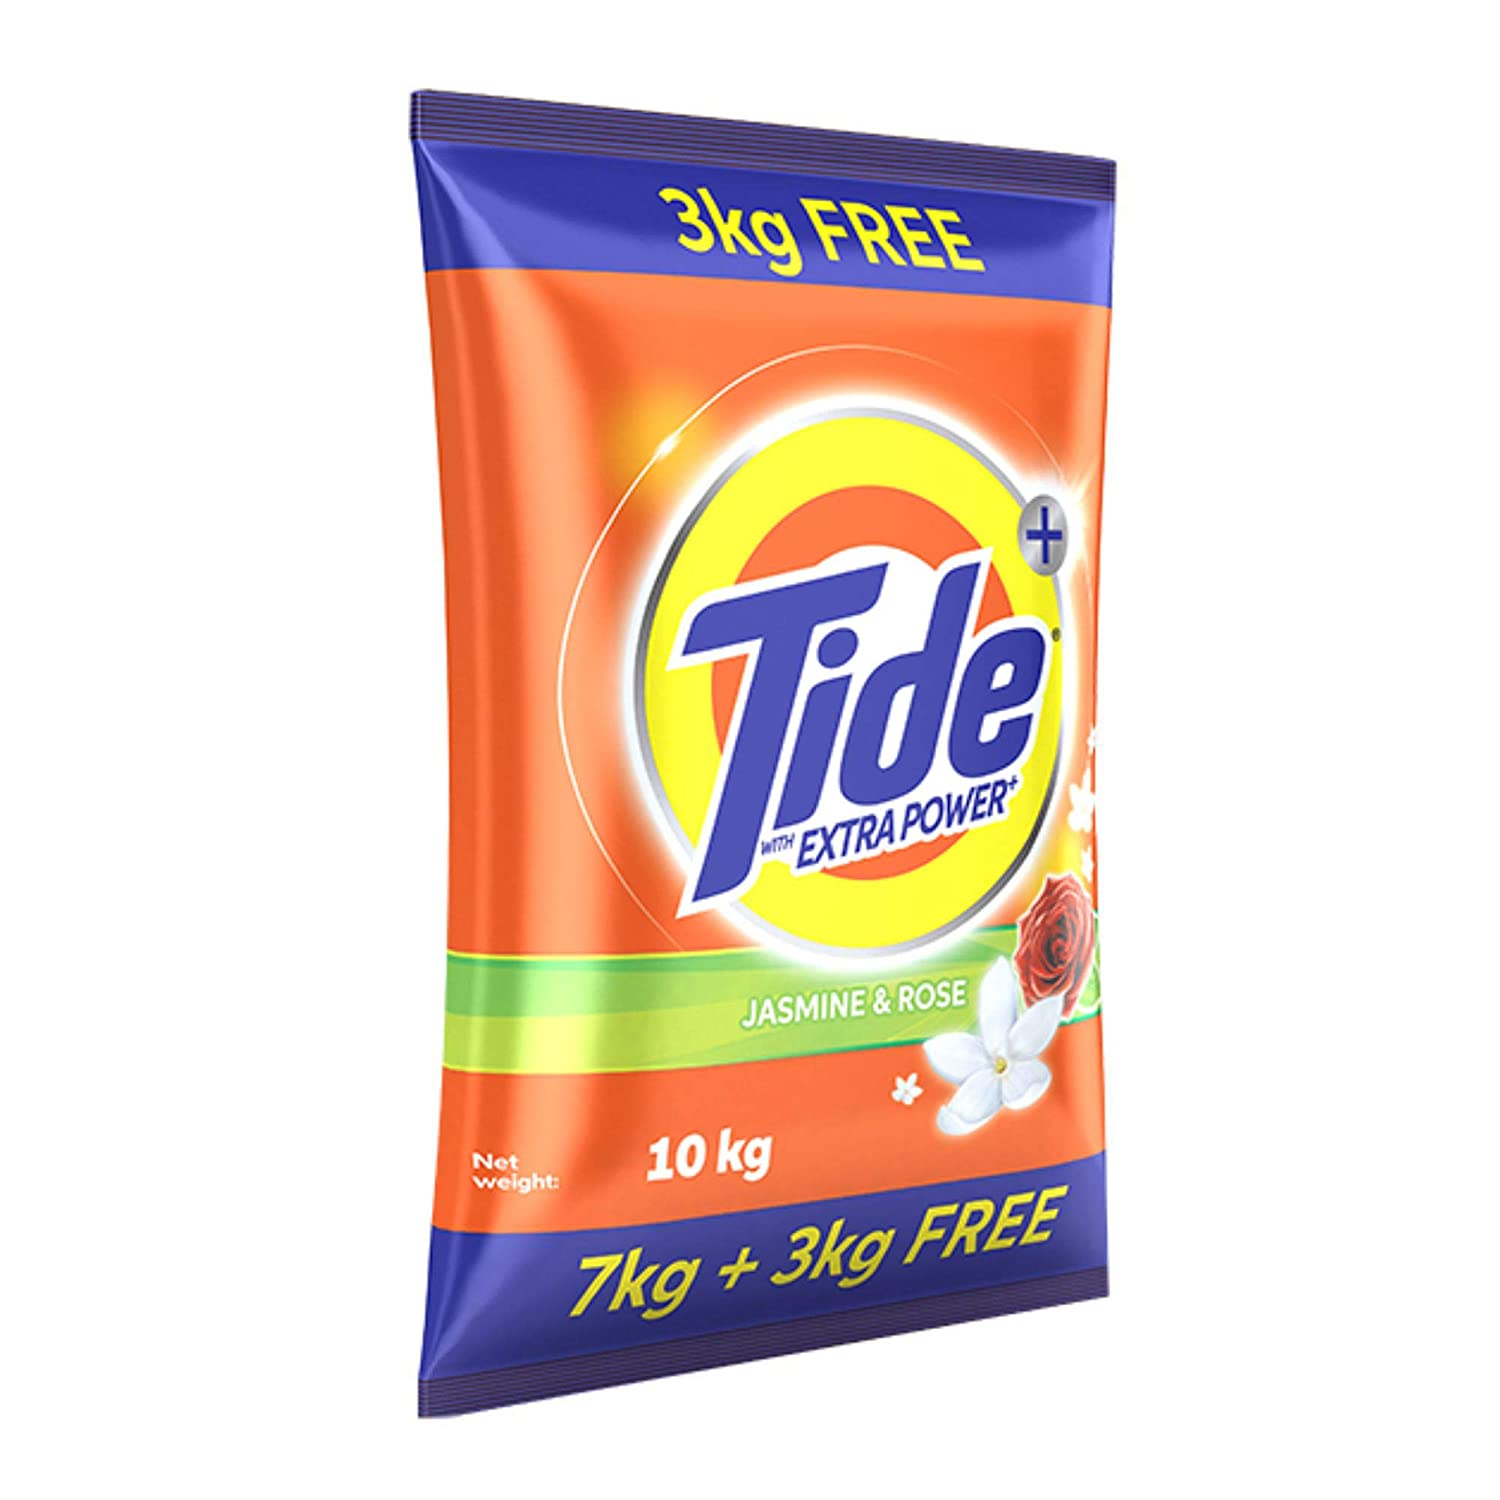 3kg FREE
+
Tide®
WITH EXTRA POWER+
JASMINE & ROSE
Net
weight:
10 kg
7kg + 3kg FREE